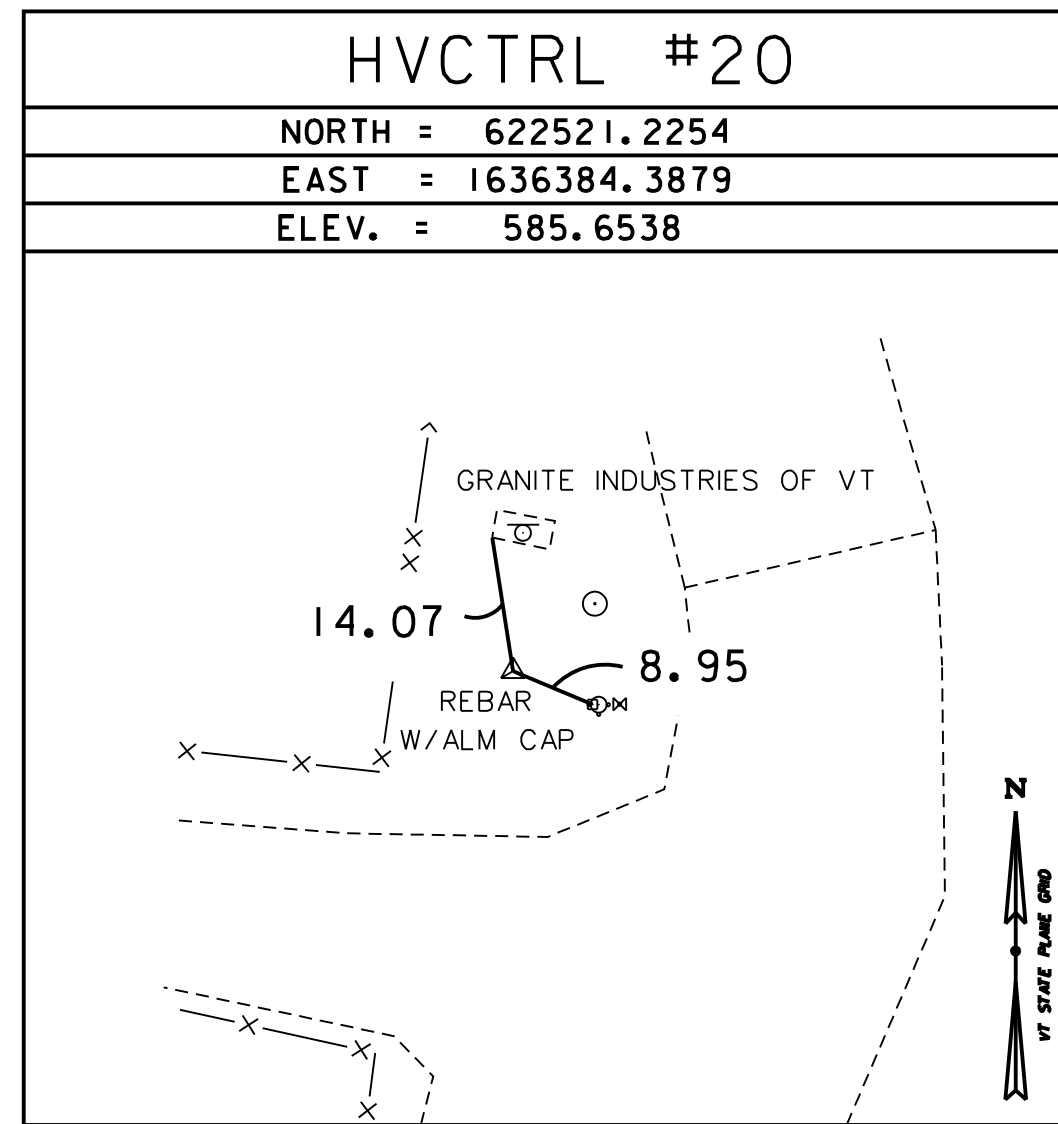 HVCTRL #20
NORTH = 622521.2254
EAST = 1636384.3879
ELEV. = 585.6538
GRANITE INDUSTRIES OF VT
14.07
8.95
REBAR
W/ALM CAP
N
VT STATE PLANE GRID